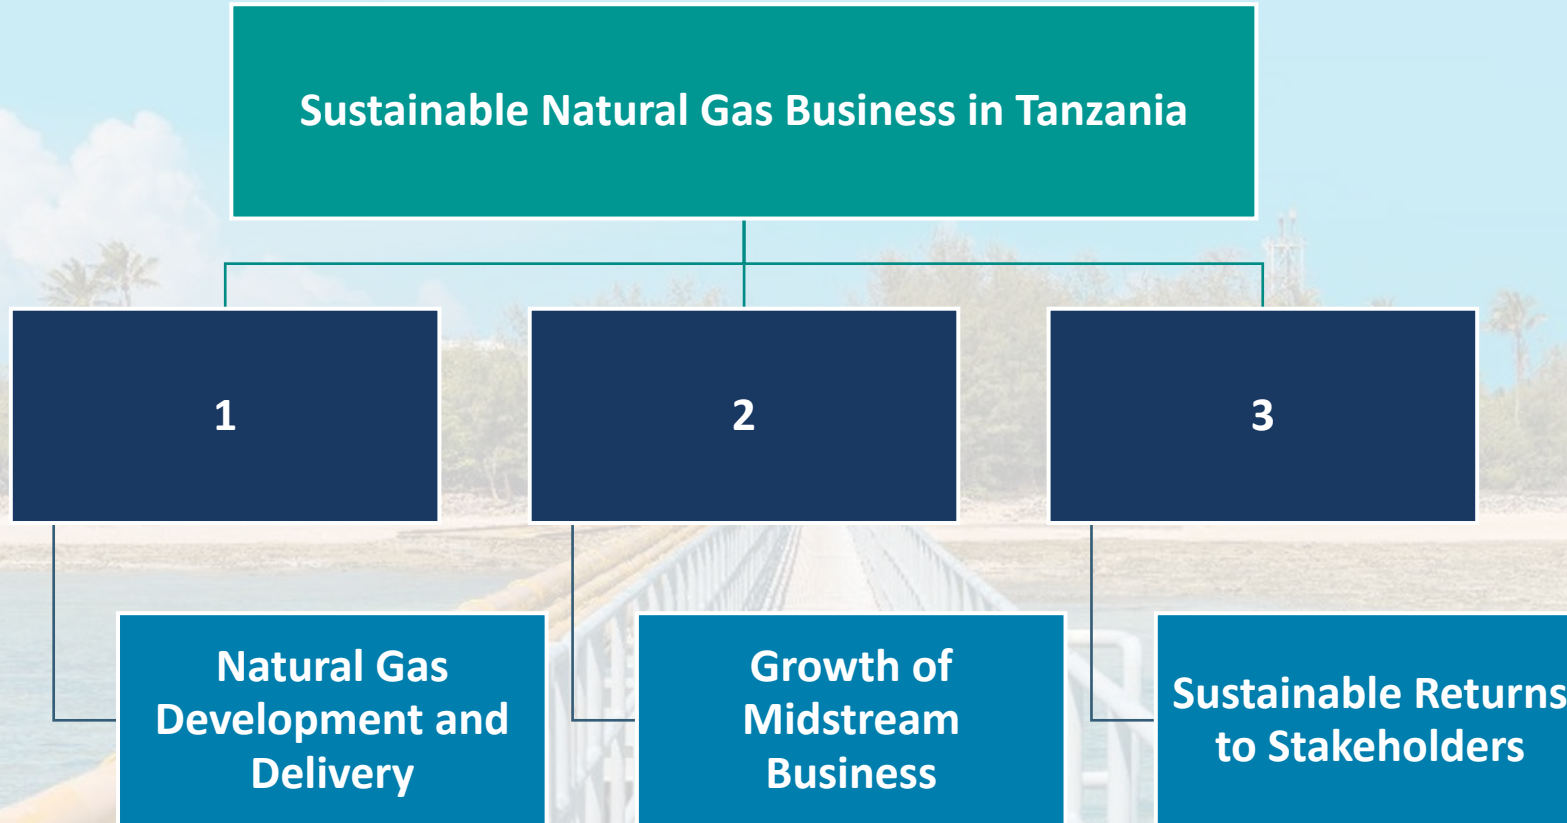 Sustainable Natural Gas Business in Tanzania
1
2
3
Natural Gas
Development and
Delivery
Growth of
Midstream
Business
Sustainable Returns
to Stakeholders